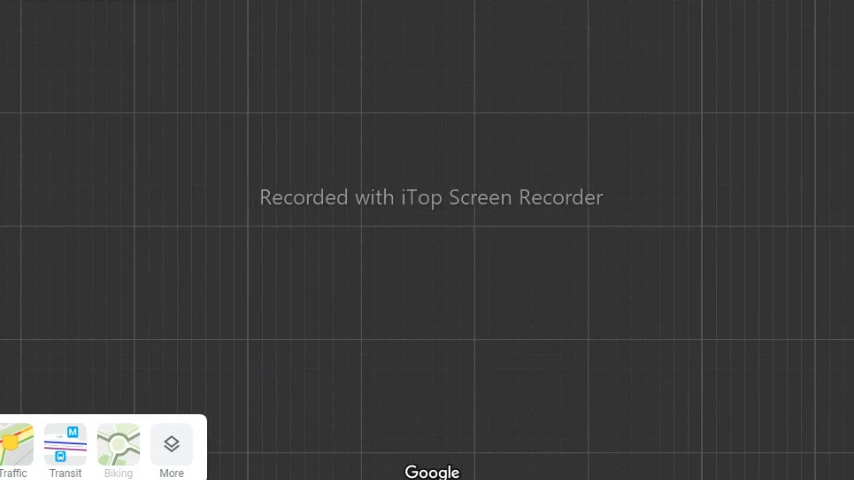 Recorded with iTop Screen Recorder
M
Traffic
Transit
Biking
More
Google